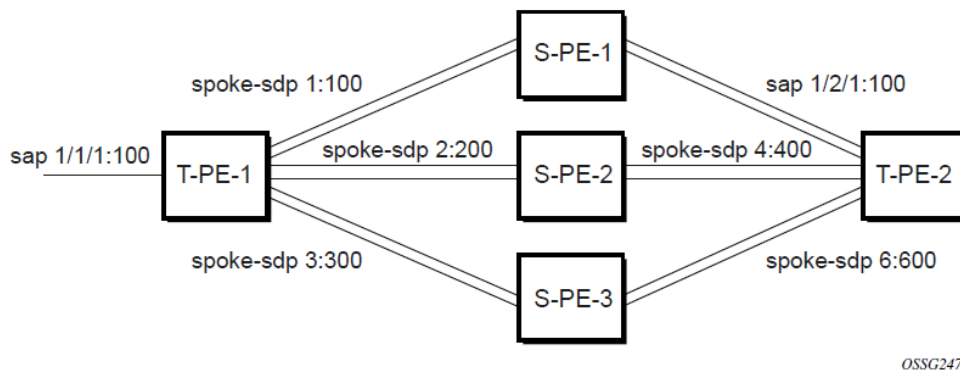 S-PE-1
spoke-sdp 1:100
sap 1/2/1:100
sap 1/1/1:100
T-PE-1
spoke-sdp 2:200
S-PE-2
spoke-sdp 4:400
T-PE-2
spoke-sdp 3:300
spoke-sdp 6:600
S-PE-3
OSSG247